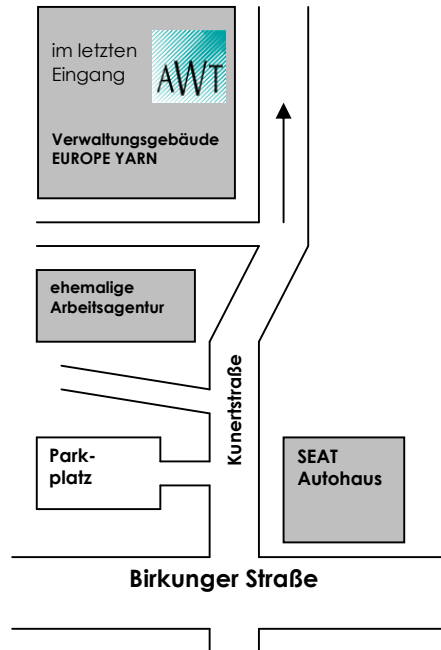 im letzten
Eingang
AWT
Verwaltungsgebäude
EUROPE YARN
ehemalige
Arbeitsagentur
Kunertstraße
Park-
platz
SEAT
Autohaus
Birkunger Straße